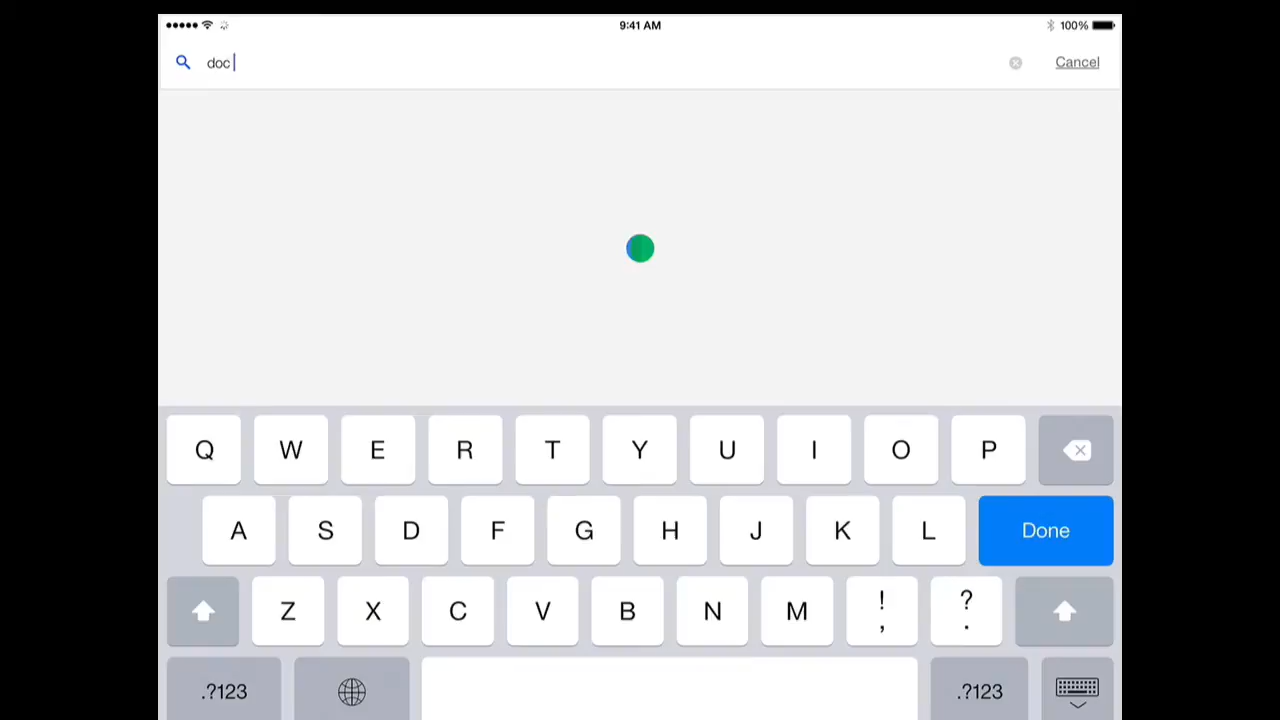 9:41 AM 100%
doc Cancel
Q W E R T Y U I O P
A S D F G H J K L Done
Z X C V B N M ! , ? .
.?123 .?123